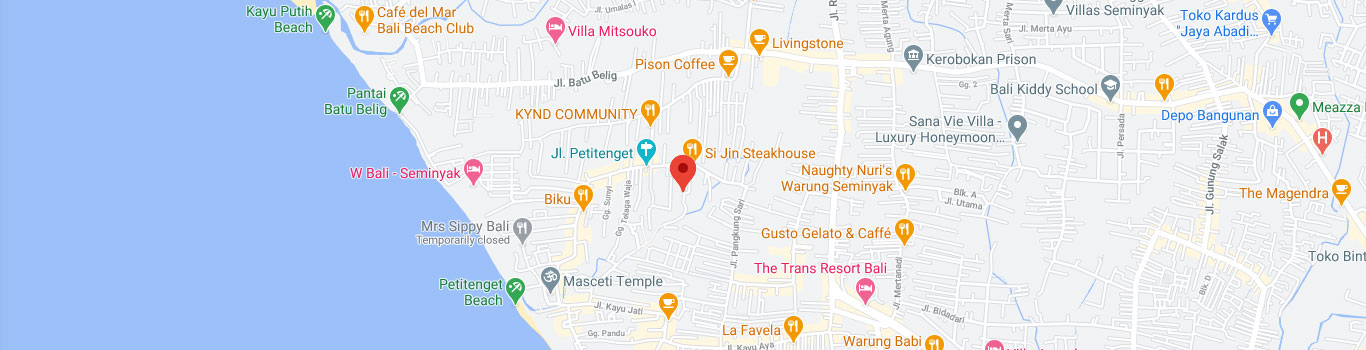 Kayu Putih
Beach
Café del Mar
Bali Beach Club
Jl. Umalas
Villa Mitsouko
Livingstone
Pison Coffee
Jl. Batu Belig
Jl. R
Merta Agung
Merta Sari
Villas Seminyak
Jl. Merta Ayu
Toko Kardus
"Jaya Abadi...
Kerobokan Prison
Gg. 2
Bali Kiddy School
Pantai
Batu Belig
KYND COMMUNITY
Sana Vie Villa -
Luxury Honeymoon...
Jl. Persada
Depo Bangunan
Meazza
Jl. Gunung Salak
Jl. Petitenget
Si Jin Steakhouse
W Bali - Seminyak
Naughty Nuri's
Warung Seminyak
Blk. A
Jl. Utama
The Magendra
Biku
Gg. Sunyi
Gg. Telaga Waja
Jl. Pangkung Sari
Mrs Sippy Bali
Temporarily closed
Gusto Gelato & Caffé
Toko Bint
The Trans Resort Bali
Jl. Mertanadi
Blk. D
Petitenget
Beach
Masceti Temple
Jl. Kayu Jati
Gg. Pandu
Jl. Bidadari
La Favela
Jl. Kayu Aya
Warung Babi